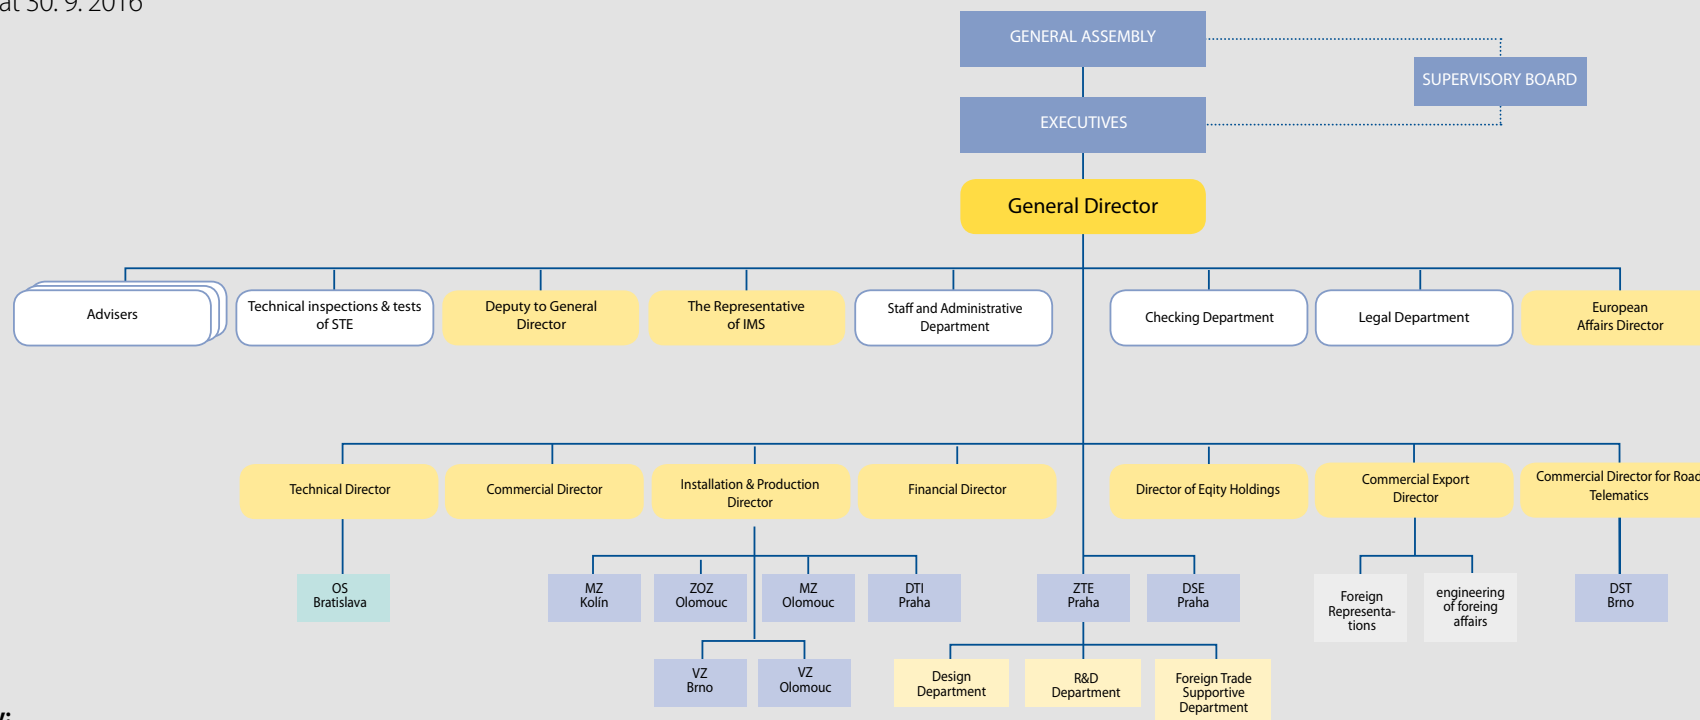 at 30. 9. 2016
GENERAL ASSEMBLY
SUPERVISORY BOARD
EXECUTIVES
General Director
Advisers
Technical inspections & tests
of STE
Deputy to General
Director
The Representative
of IMS
Staff and Administrative
Department
Checking Department
Legal Department
European
Affairs Director
Technical Director
Commercial Director
Installation & Production
Director
Financial Director
Director of Eqity Holdings
Commercial Export
Director
Commercial Director for Road
Telematics
OS
Bratislava
MZ
Kolín
ZOZ
Olomouc
MZ
Olomouc
DTI
Praha
ZTE
Praha
DSE
Praha
Foreign
Representa-
tions
engineering
of foreing
affairs
DST
Brno
VZ
Brno
VZ
Olomouc
Design
Department
R&D
Department
Foreign Trade
Supportive
Department